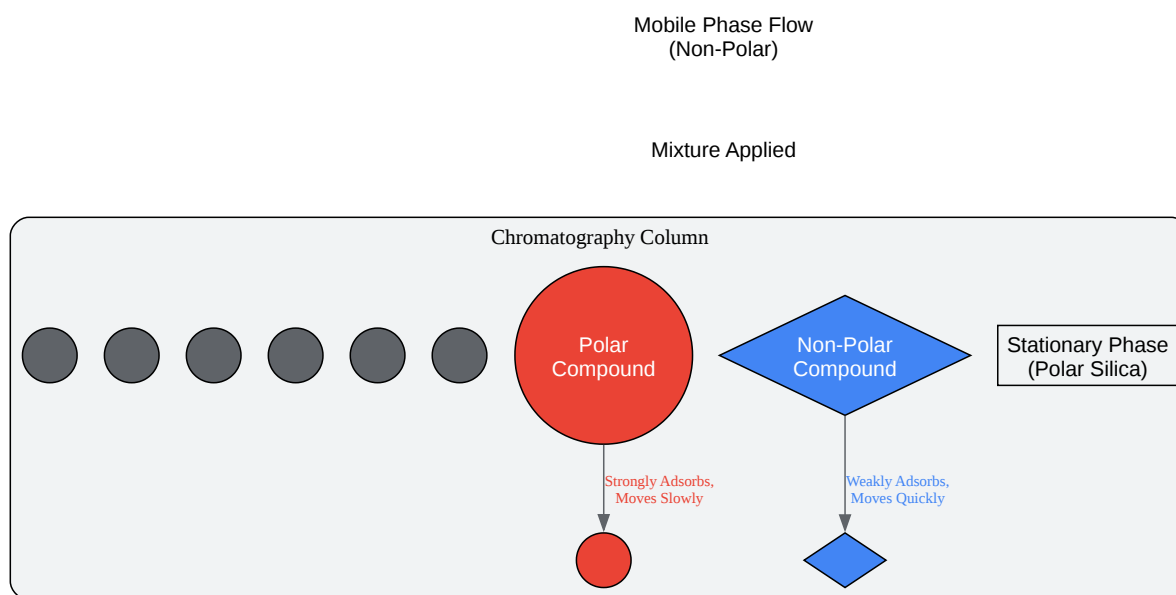 Mobile Phase Flow
(Non-Polar)
Mixture Applied
Chromatography Column
Polar
Compound
Non-Polar
Compound
Stationary Phase
(Polar Silica)
Strongly Adsorbs,
Moves Slowly
Weakly Adsorbs,
Moves Quickly